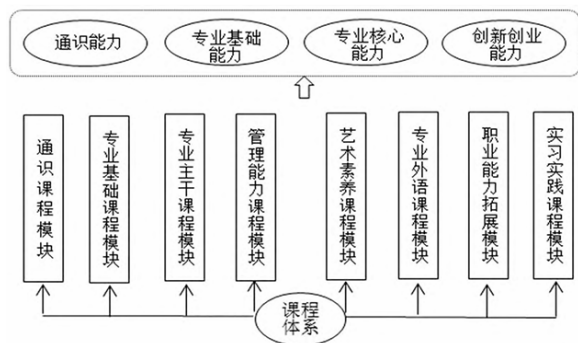 通识能力
专业基础
能力
专业核心
能力
创新创业
能力
通识课程模块
专业基础课程模块
专业主干课程模块
管理能力课程模块
艺术素养课程模块
专业外语课程模块
职业能力拓展模块
实习实践课程模块
课程
体系